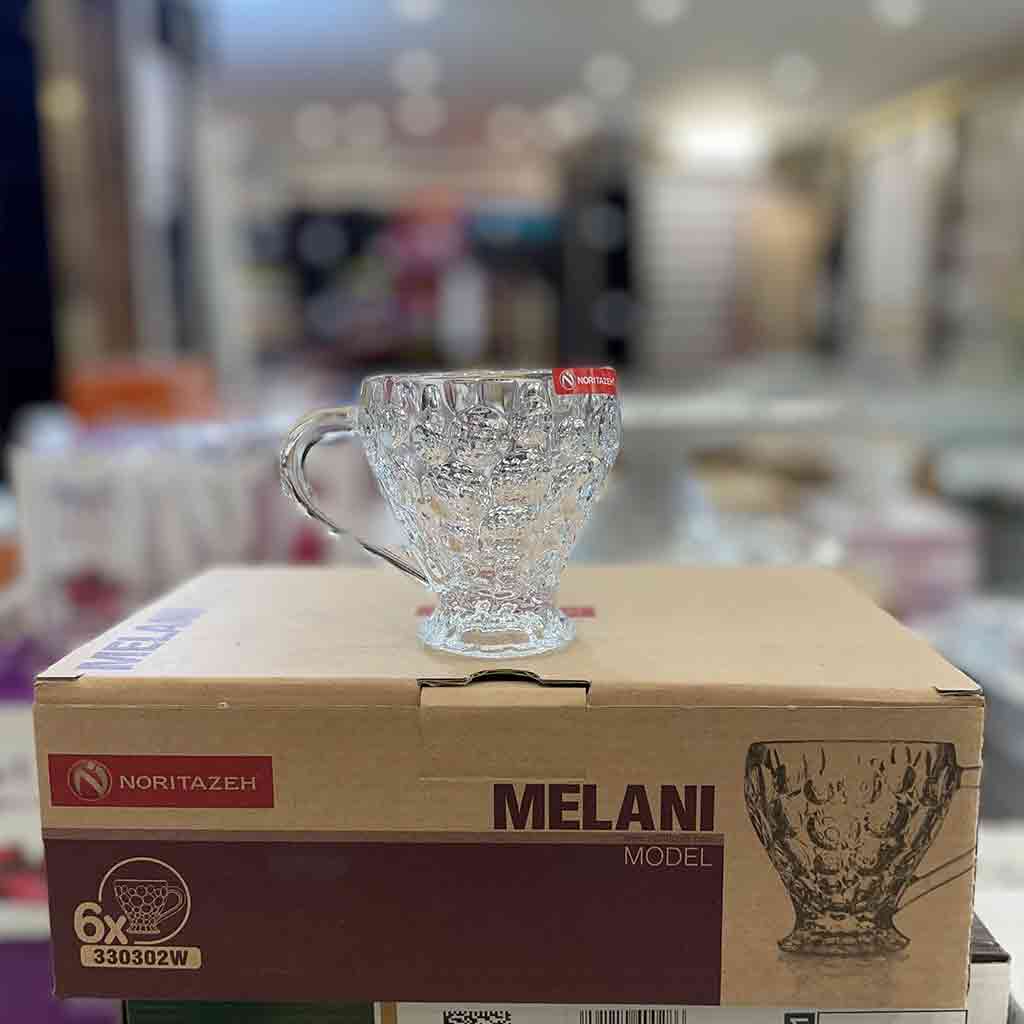 NORITAZEH
MELANI
NORITAZEH
MELANI
MODEL
6x
330302W